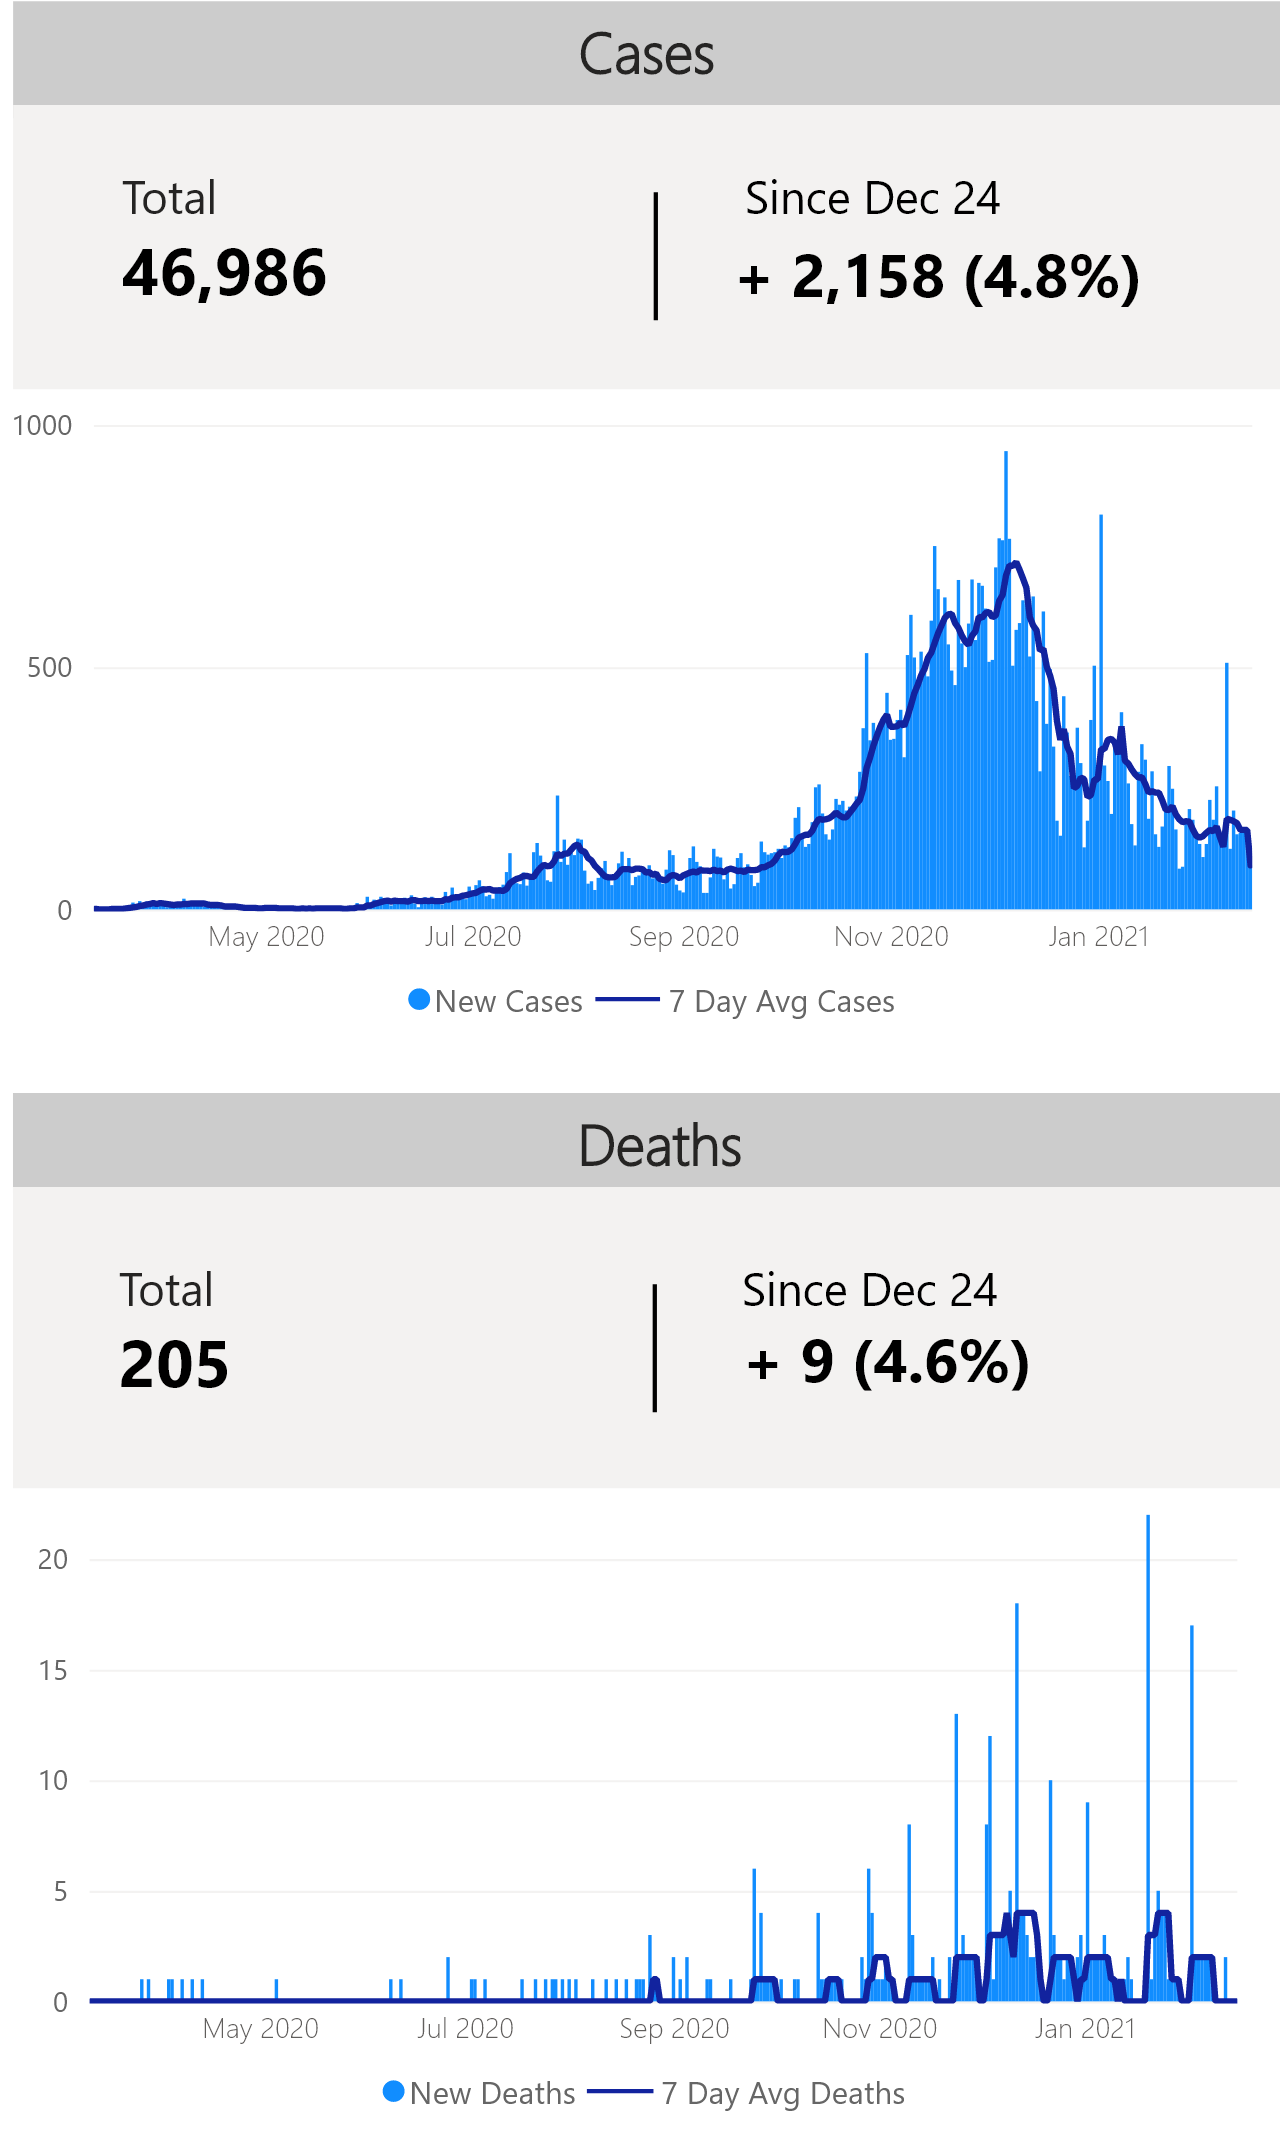 Cases
Total
Since Dec 24
46,986
+ 2,158 (4.8%)
1000
500
0
May 2020 Jul 2020 Sep 2020 Nov 2020 Jan 2021
New Cases 7 Day Avg Cases
Deaths
Total
Since Dec 24
205
+ 9 (4.6%)
20
15
10
5
0
May 2020 Jul 2020 Sep 2020 Nov 2020 Jan 2021
New Deaths 7 Day Avg Deaths